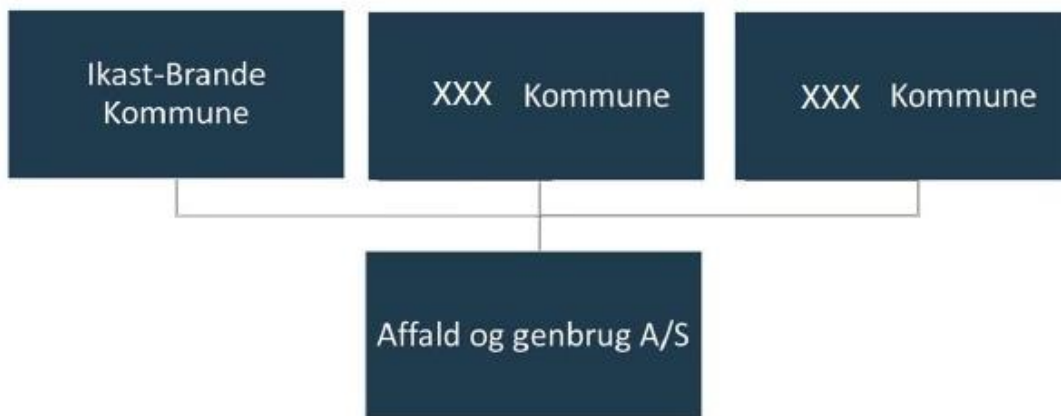 Ikast-Brande
Kommune
XXX Kommune
XXX Kommune
Affald og genbrug A/S